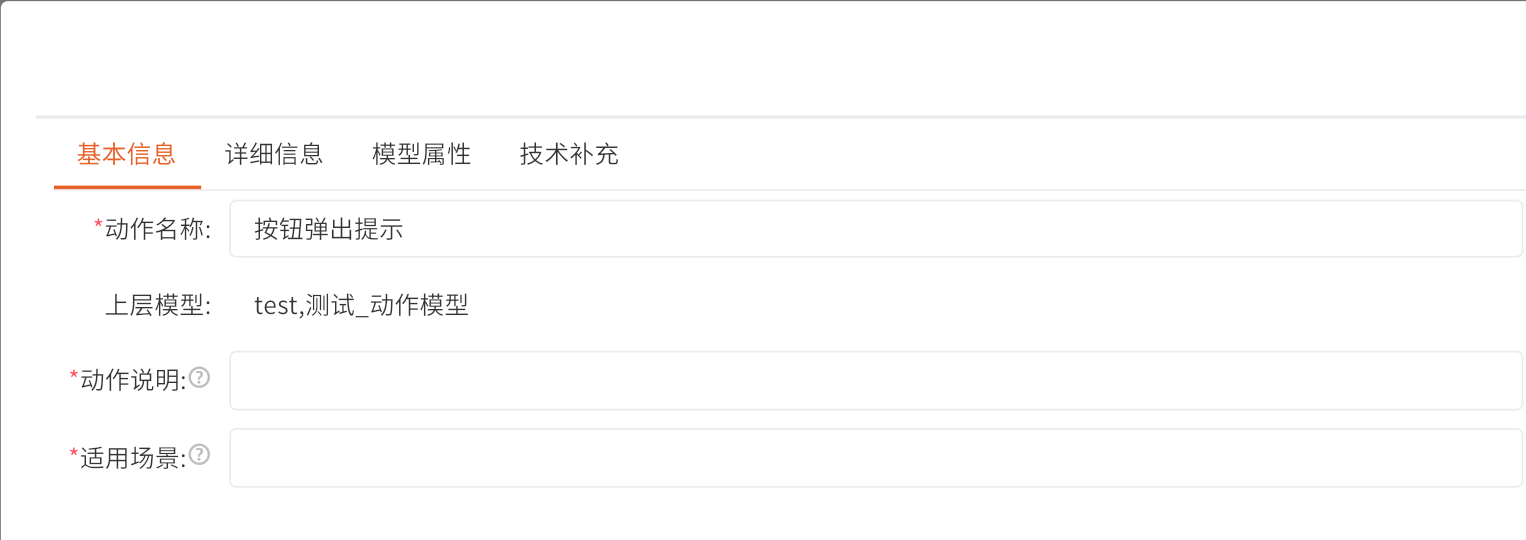 基本信息 详细信息 模型属性 技术补充
*动作名称: 按钮弹出提示
上层模型: test,测试_动作模型
*动作说明:?
*适用场景:?